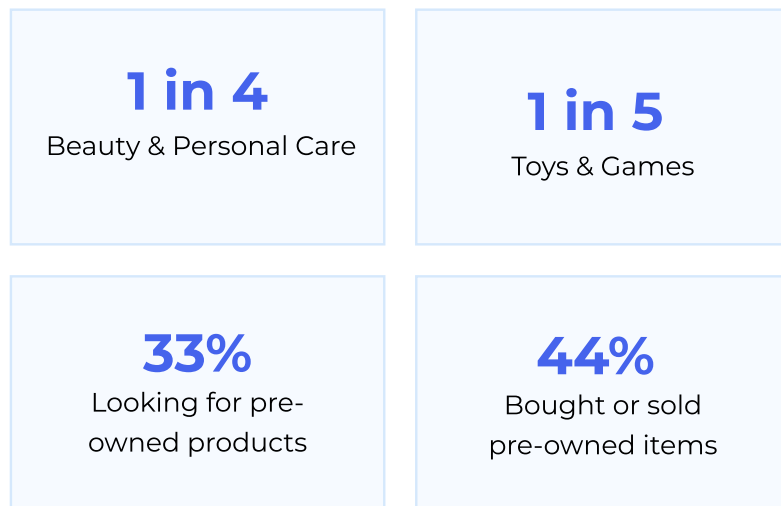 1 in 4
Beauty & Personal Care
1 in 5
Toys & Games
33%
Looking for pre-
owned products
44%
Bought or sold
pre-owned items